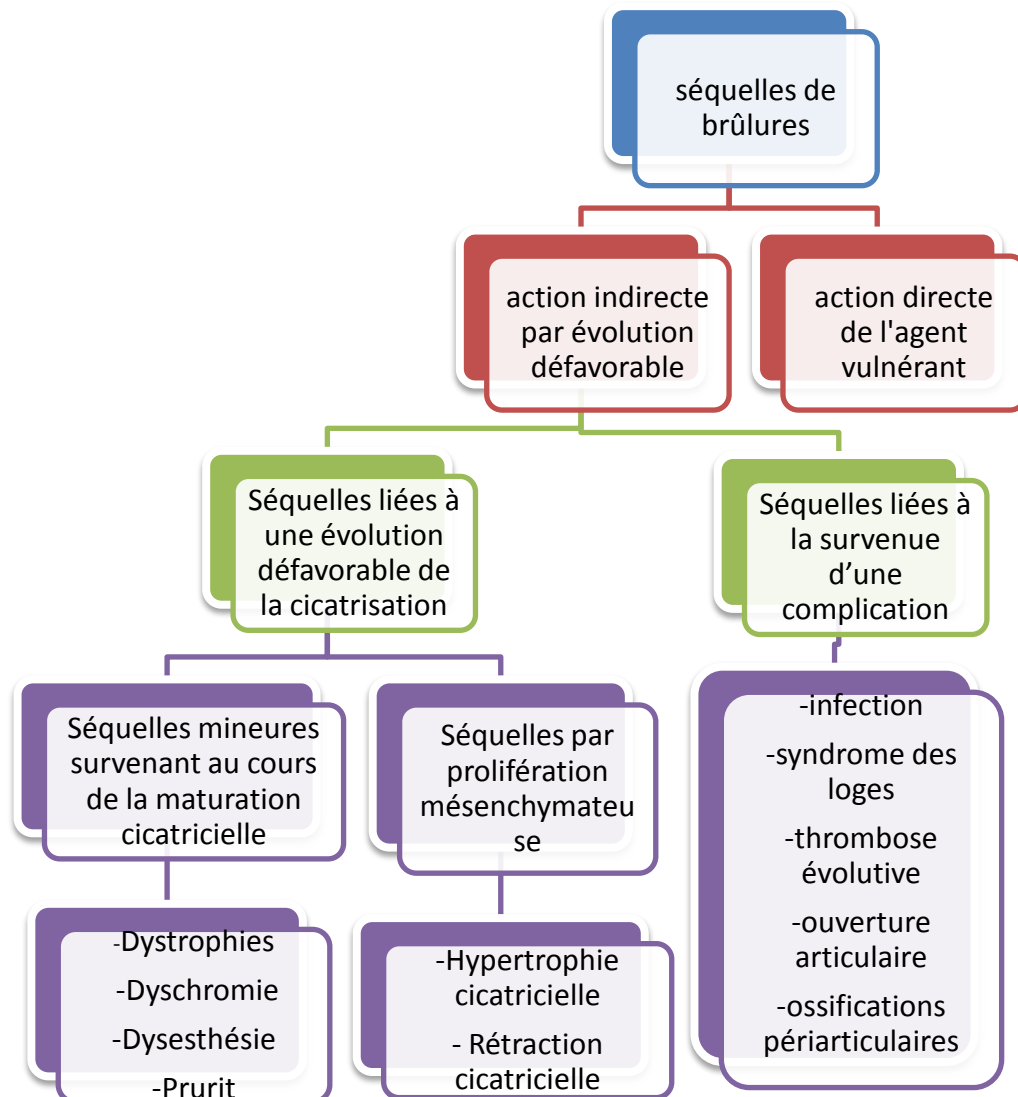 séquelles de
brûlures
action indirecte
par évolution
défavorable
action directe
de l'agent
vulnérant
Séquelles liées à
une évolution
défavorable de
la cicatrisation
Séquelles liées à
la survenue
d’une
complication
Séquelles mineures
survenant au cours
de la maturation
cicatricielle
Séquelles par
prolifération
mésenchymateu
se
-infection
-syndrome des
loges
-thrombose
évolutive
-ouverture
articulaire
-ossifications
périarticulaires
-Dystrophies
-Dyschromie
-Dysesthésie
-Prurit
-Hypertrophie
cicatricielle
- Rétraction
cicatricielle